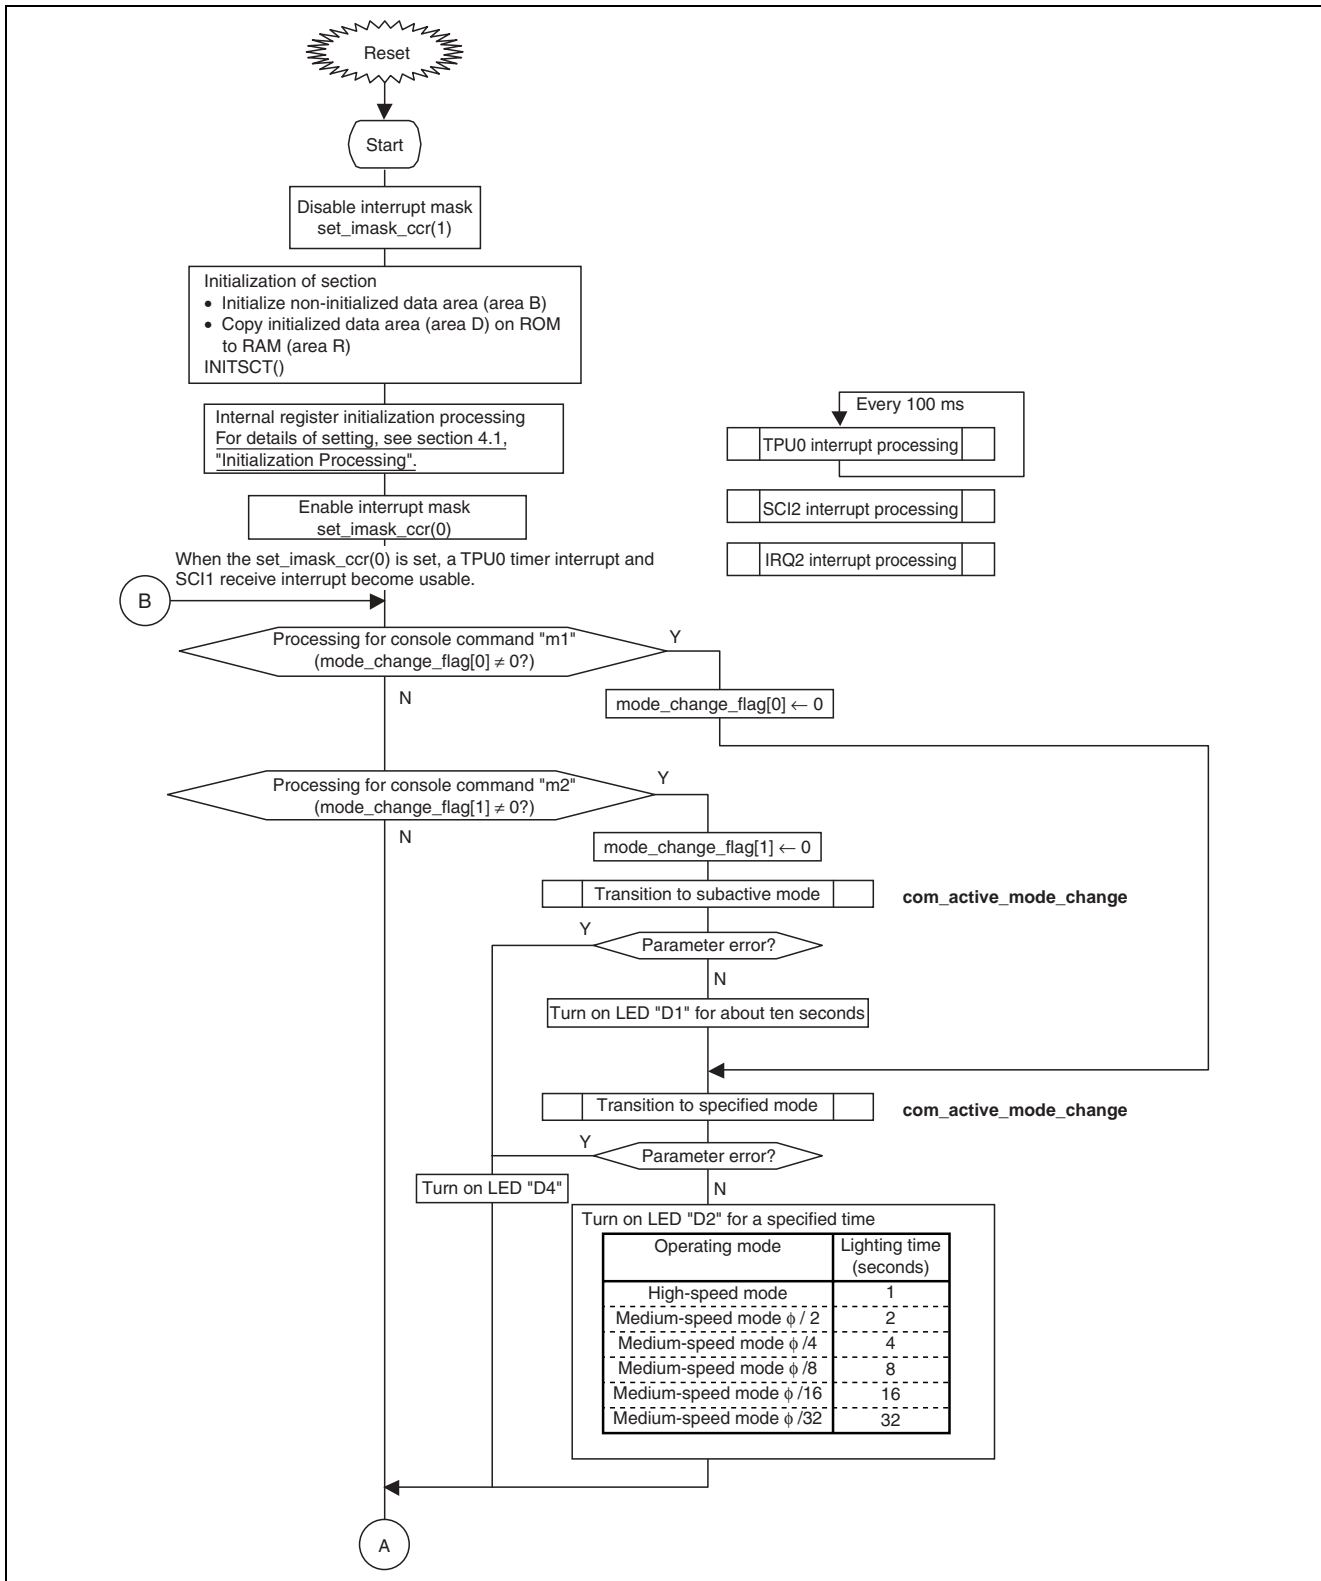 Reset
Start
Disable interrupt mask
set_imask_ccr(1)
Initialization of section
• Initialize non-initialized data area (area B)
• Copy initialized data area (area D) on ROM
to RAM (area R)
INITSCT()
Internal register initialization processing
For details of setting, see section 4.1,
"Initialization Processing".
Enable interrupt mask
set_imask_ccr(0)
When the set_imask_ccr(0) is set, a TPU0 timer interrupt and
SCI1 receive interrupt become usable.
Every 100 ms
TPU0 interrupt processing
SCI2 interrupt processing
IRQ2 interrupt processing
B
Processing for console command "m1"
(mode_change_flag[0] ≠ 0?)
Y
N
mode_change_flag[0] ← 0
Processing for console command "m2"
(mode_change_flag[1] ≠ 0?)
Y
N
mode_change_flag[1] ← 0
Transition to subactive mode
com_active_mode_change
Y
Parameter error?
N
Turn on LED "D1" for about ten seconds
Transition to specified mode
com_active_mode_change
Y
Parameter error?
N
Turn on LED "D4"
Turn on LED "D2" for a specified time
Operating mode Lighting time
(seconds)
High-speed mode 1
Medium-speed mode ϕ / 2 2
Medium-speed mode ϕ /4 4
Medium-speed mode ϕ /8 8
Medium-speed mode ϕ /16 16
Medium-speed mode ϕ /32 32
A